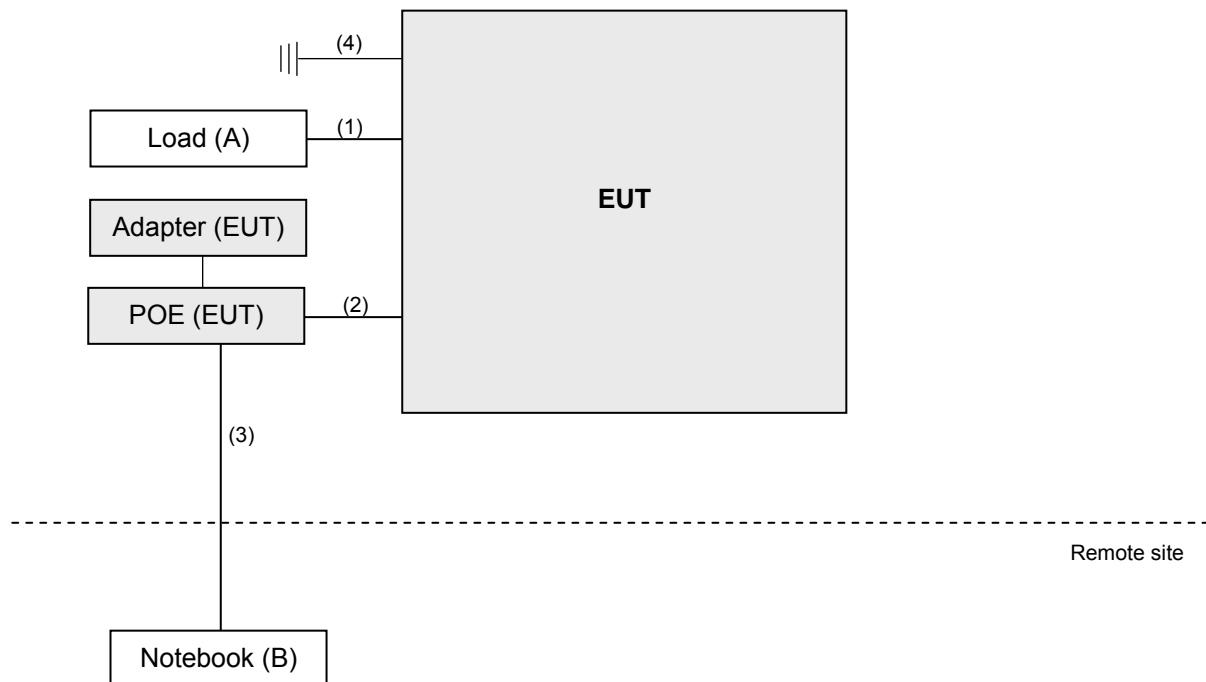 (4)
Load (A)
(1)
EUT
Adapter (EUT)
POE (EUT)
(2)
(3)
Remote site
Notebook (B)